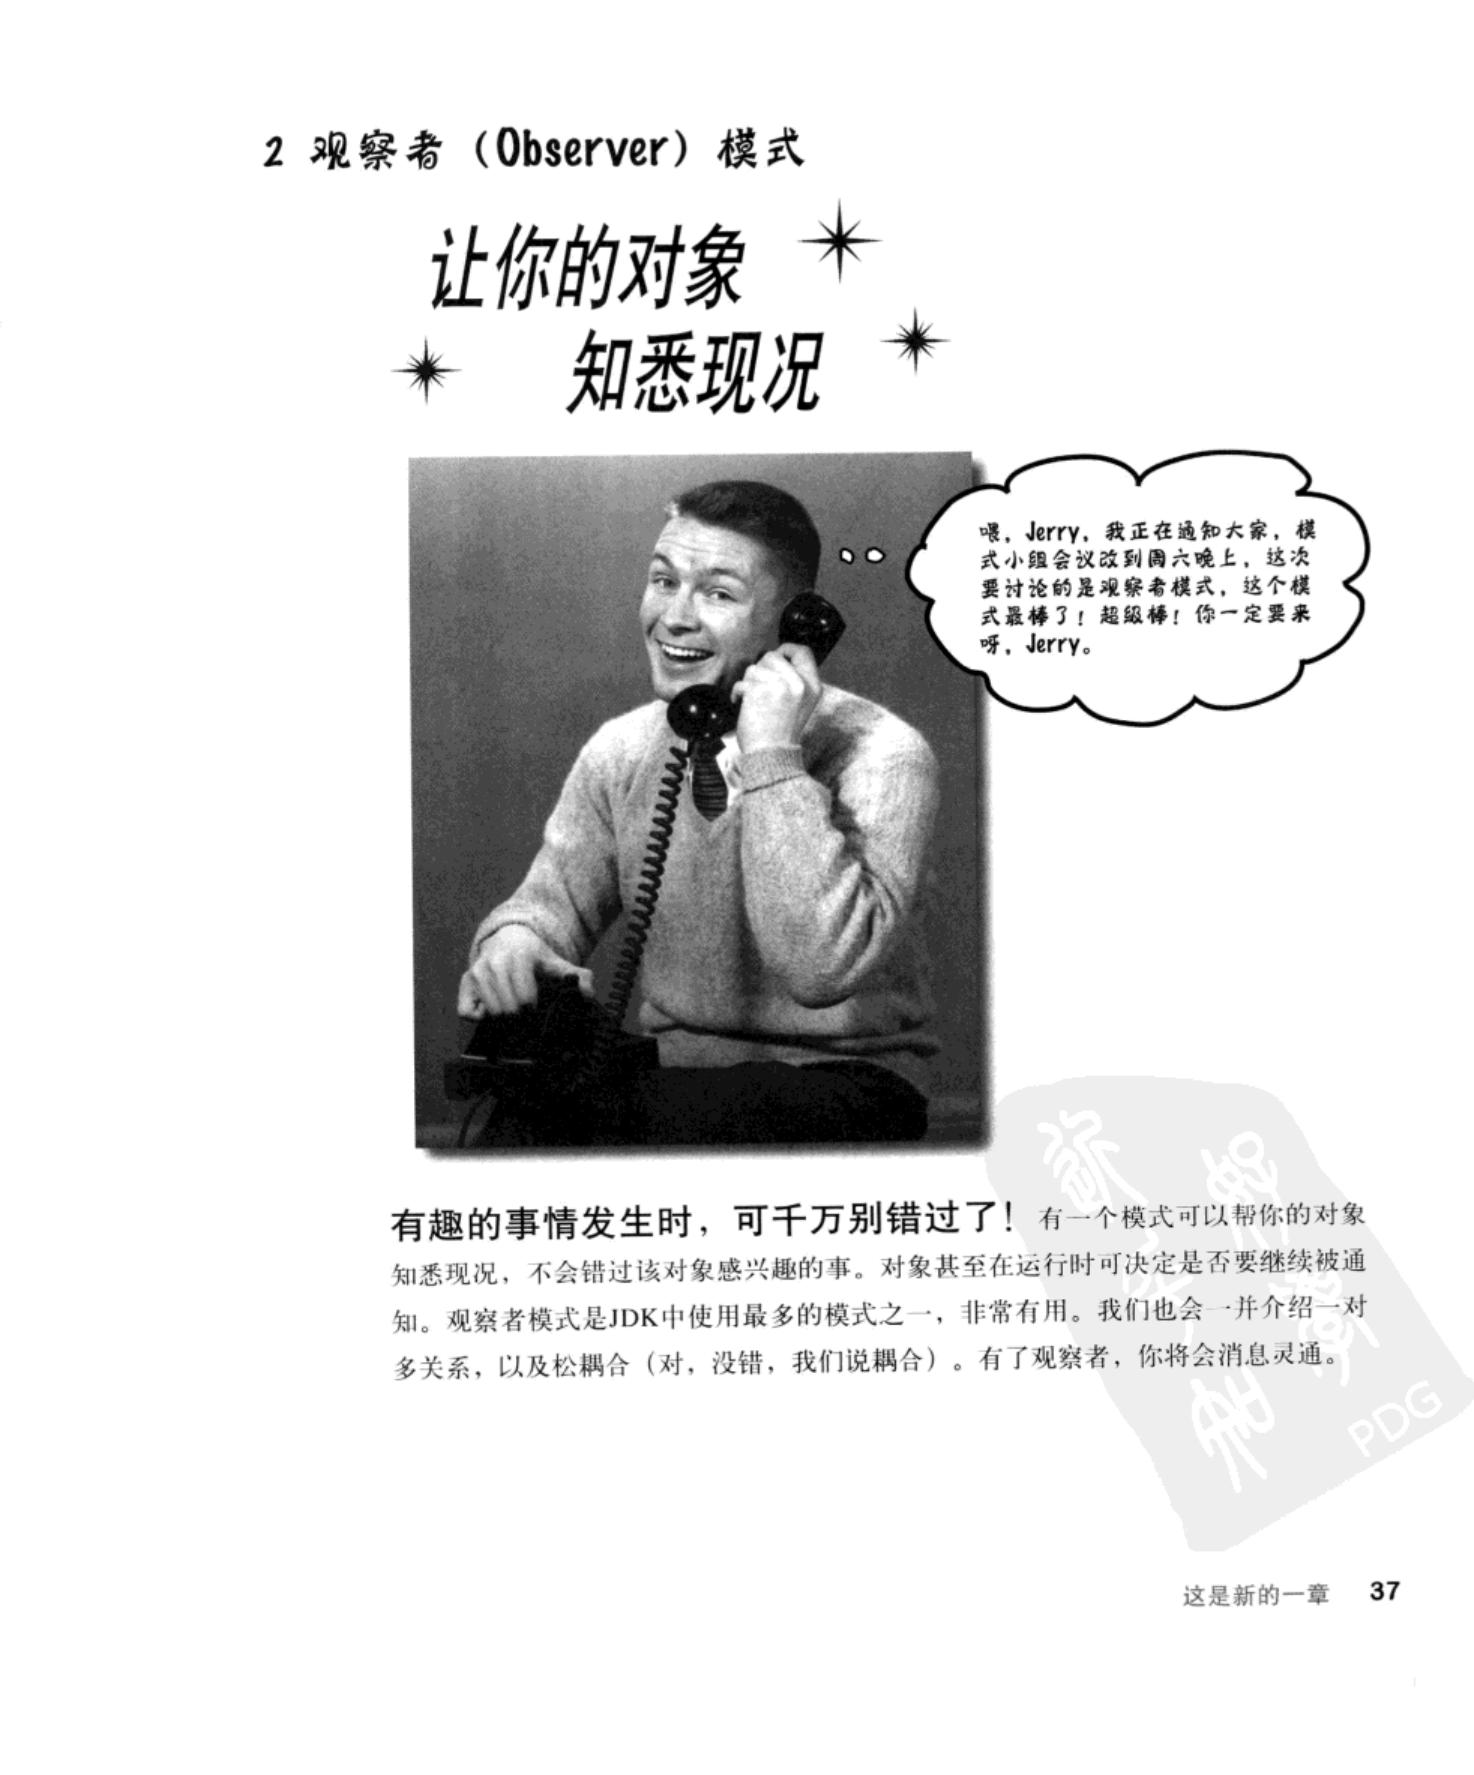 2 观察者（Observer）模式
让你的对象
知悉现况
喂，Jerry，我正在通知大家，模
式小组会议改到周六晚上，这次
要讨论的是观察者模式，这个模
式最棒了！超级棒！你一定要来
呀，Jerry。
有趣的事情发生时，可千万别错过了！有一个模式可以帮你的对象
知悉现况，不会错过该对象感兴趣的事。对象甚至在运行时可决定是否要继续被通
知。观察者模式是JDK中使用最多的模式之一，非常有用。我们也会一并介绍一对
多关系，以及松耦合（对，没错，我们说耦合）。有了观察者，你将会消息灵通。
PDG
这是新的一章 37